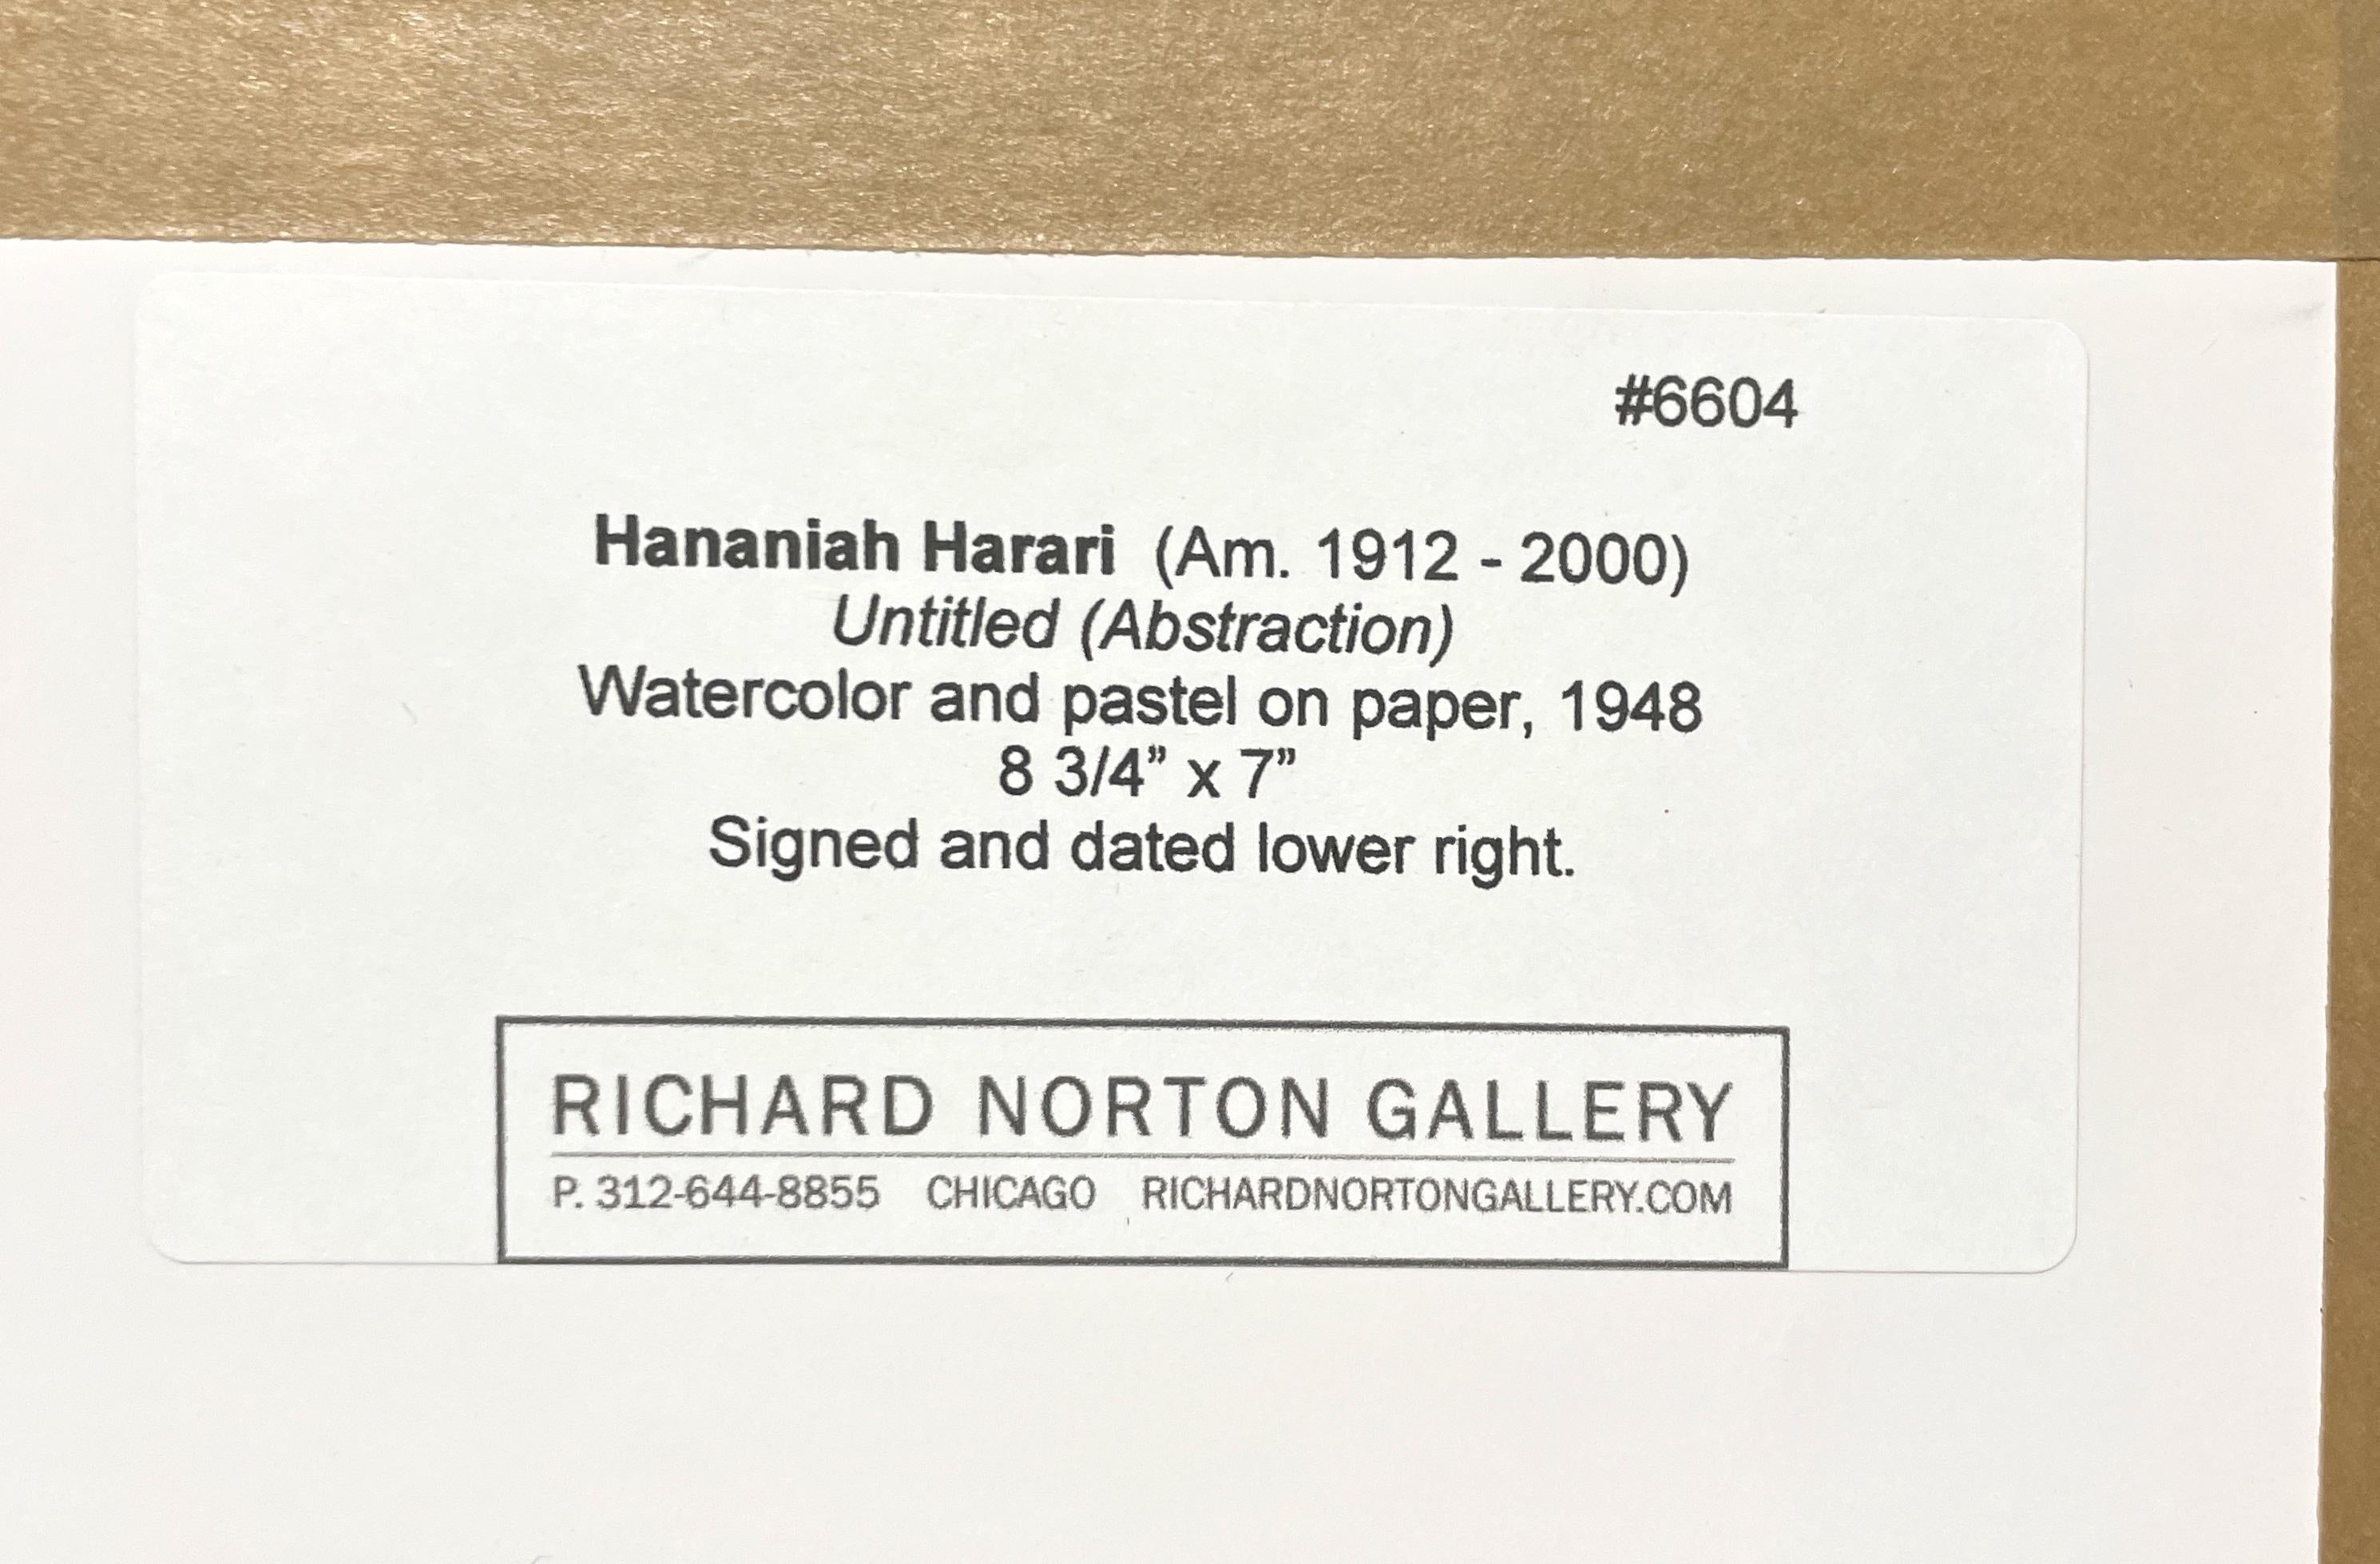 #6604
Hananiah Harari (Am. 1912 - 2000)
Untitled (Abstraction)
Watercolor and pastel on paper, 1948
8 3/4” x 7”
Signed and dated lower right.
RICHARD NORTON GALLERY
P. 312-644-8855 CHICAGO RICHARDNORTONGALLERY.COM